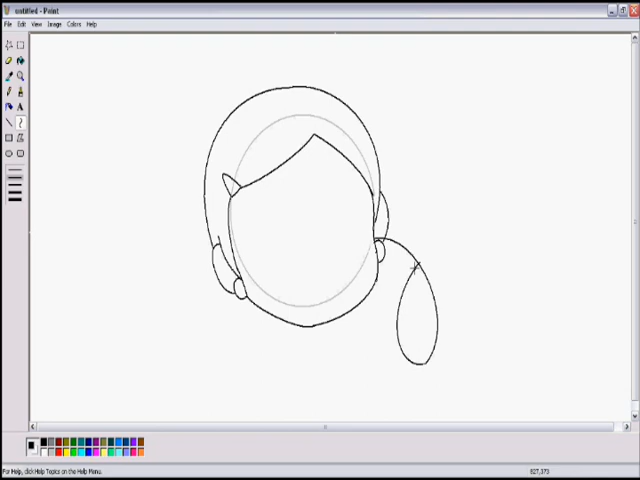 untitled - Paint
File Edit View Image Colors Help
A
For Help, click Help Topics on the Help Menu.
827,373